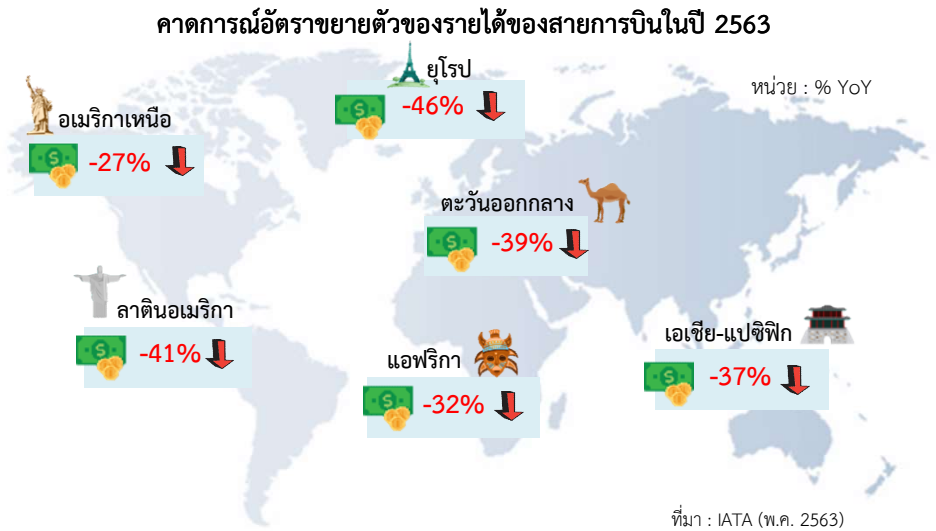 คาดการณ์อัตราขยายตัวของรายได้ของสายการบินในปี 2563
หน่วย : % YoY
ยุโรป
-46%
อเมริกาเหนือ
-27%
ตะวันออกกลาง
-39%
ลาตินอเมริกา
-41%
แอฟริกา
-32%
เอเชีย-แปซิฟิก
-37%
ที่มา : IATA (พ.ค. 2563)